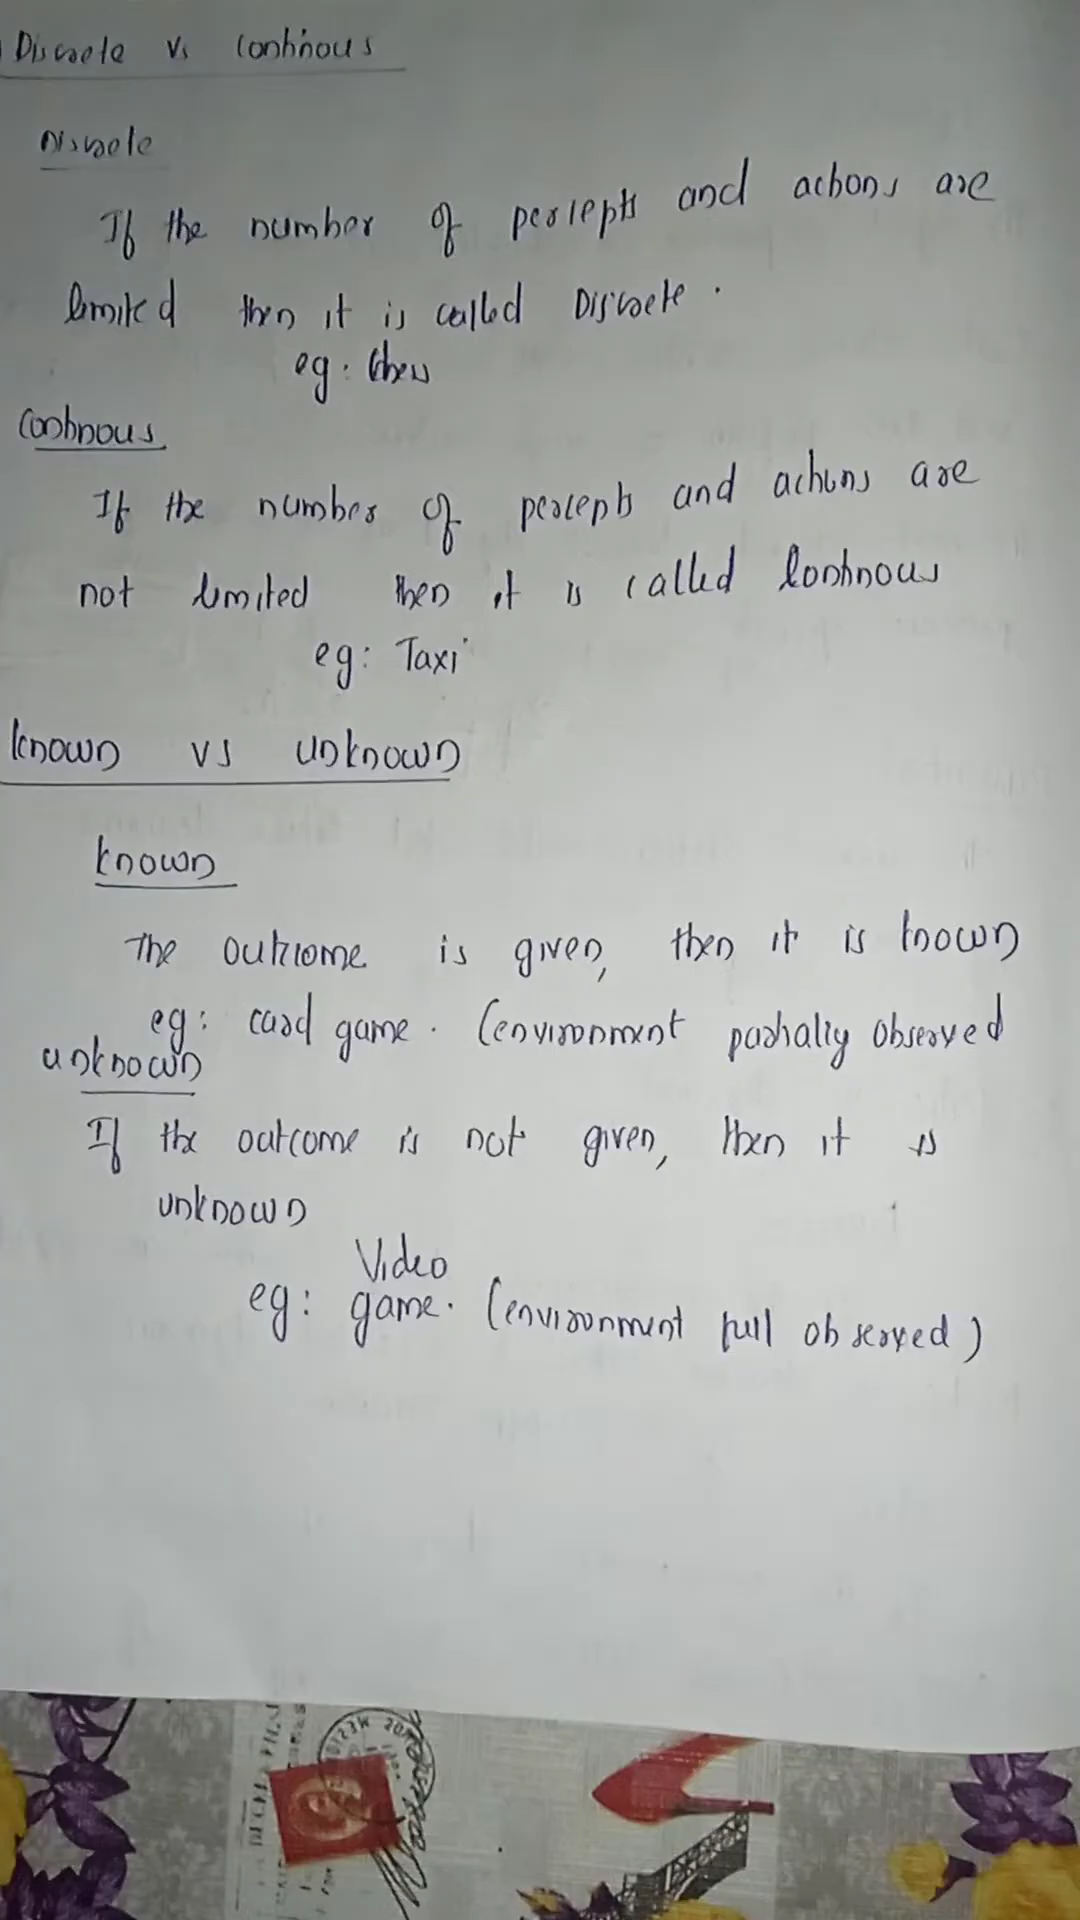 Discrete Vs Continous
Discrete
If the number of percepts and actions are
limited then it is called Discrete.
eg: Chess
Continous
If the number of percepts and actions are
not limited then it is called Continous
eg: Taxi
known vs unknown
known
The outcome is given, then it is known
eg: card game. (environment partially observed
unknown
If the outcome is not given, then it is
unknown
Video
eg: game. (environment full observed)